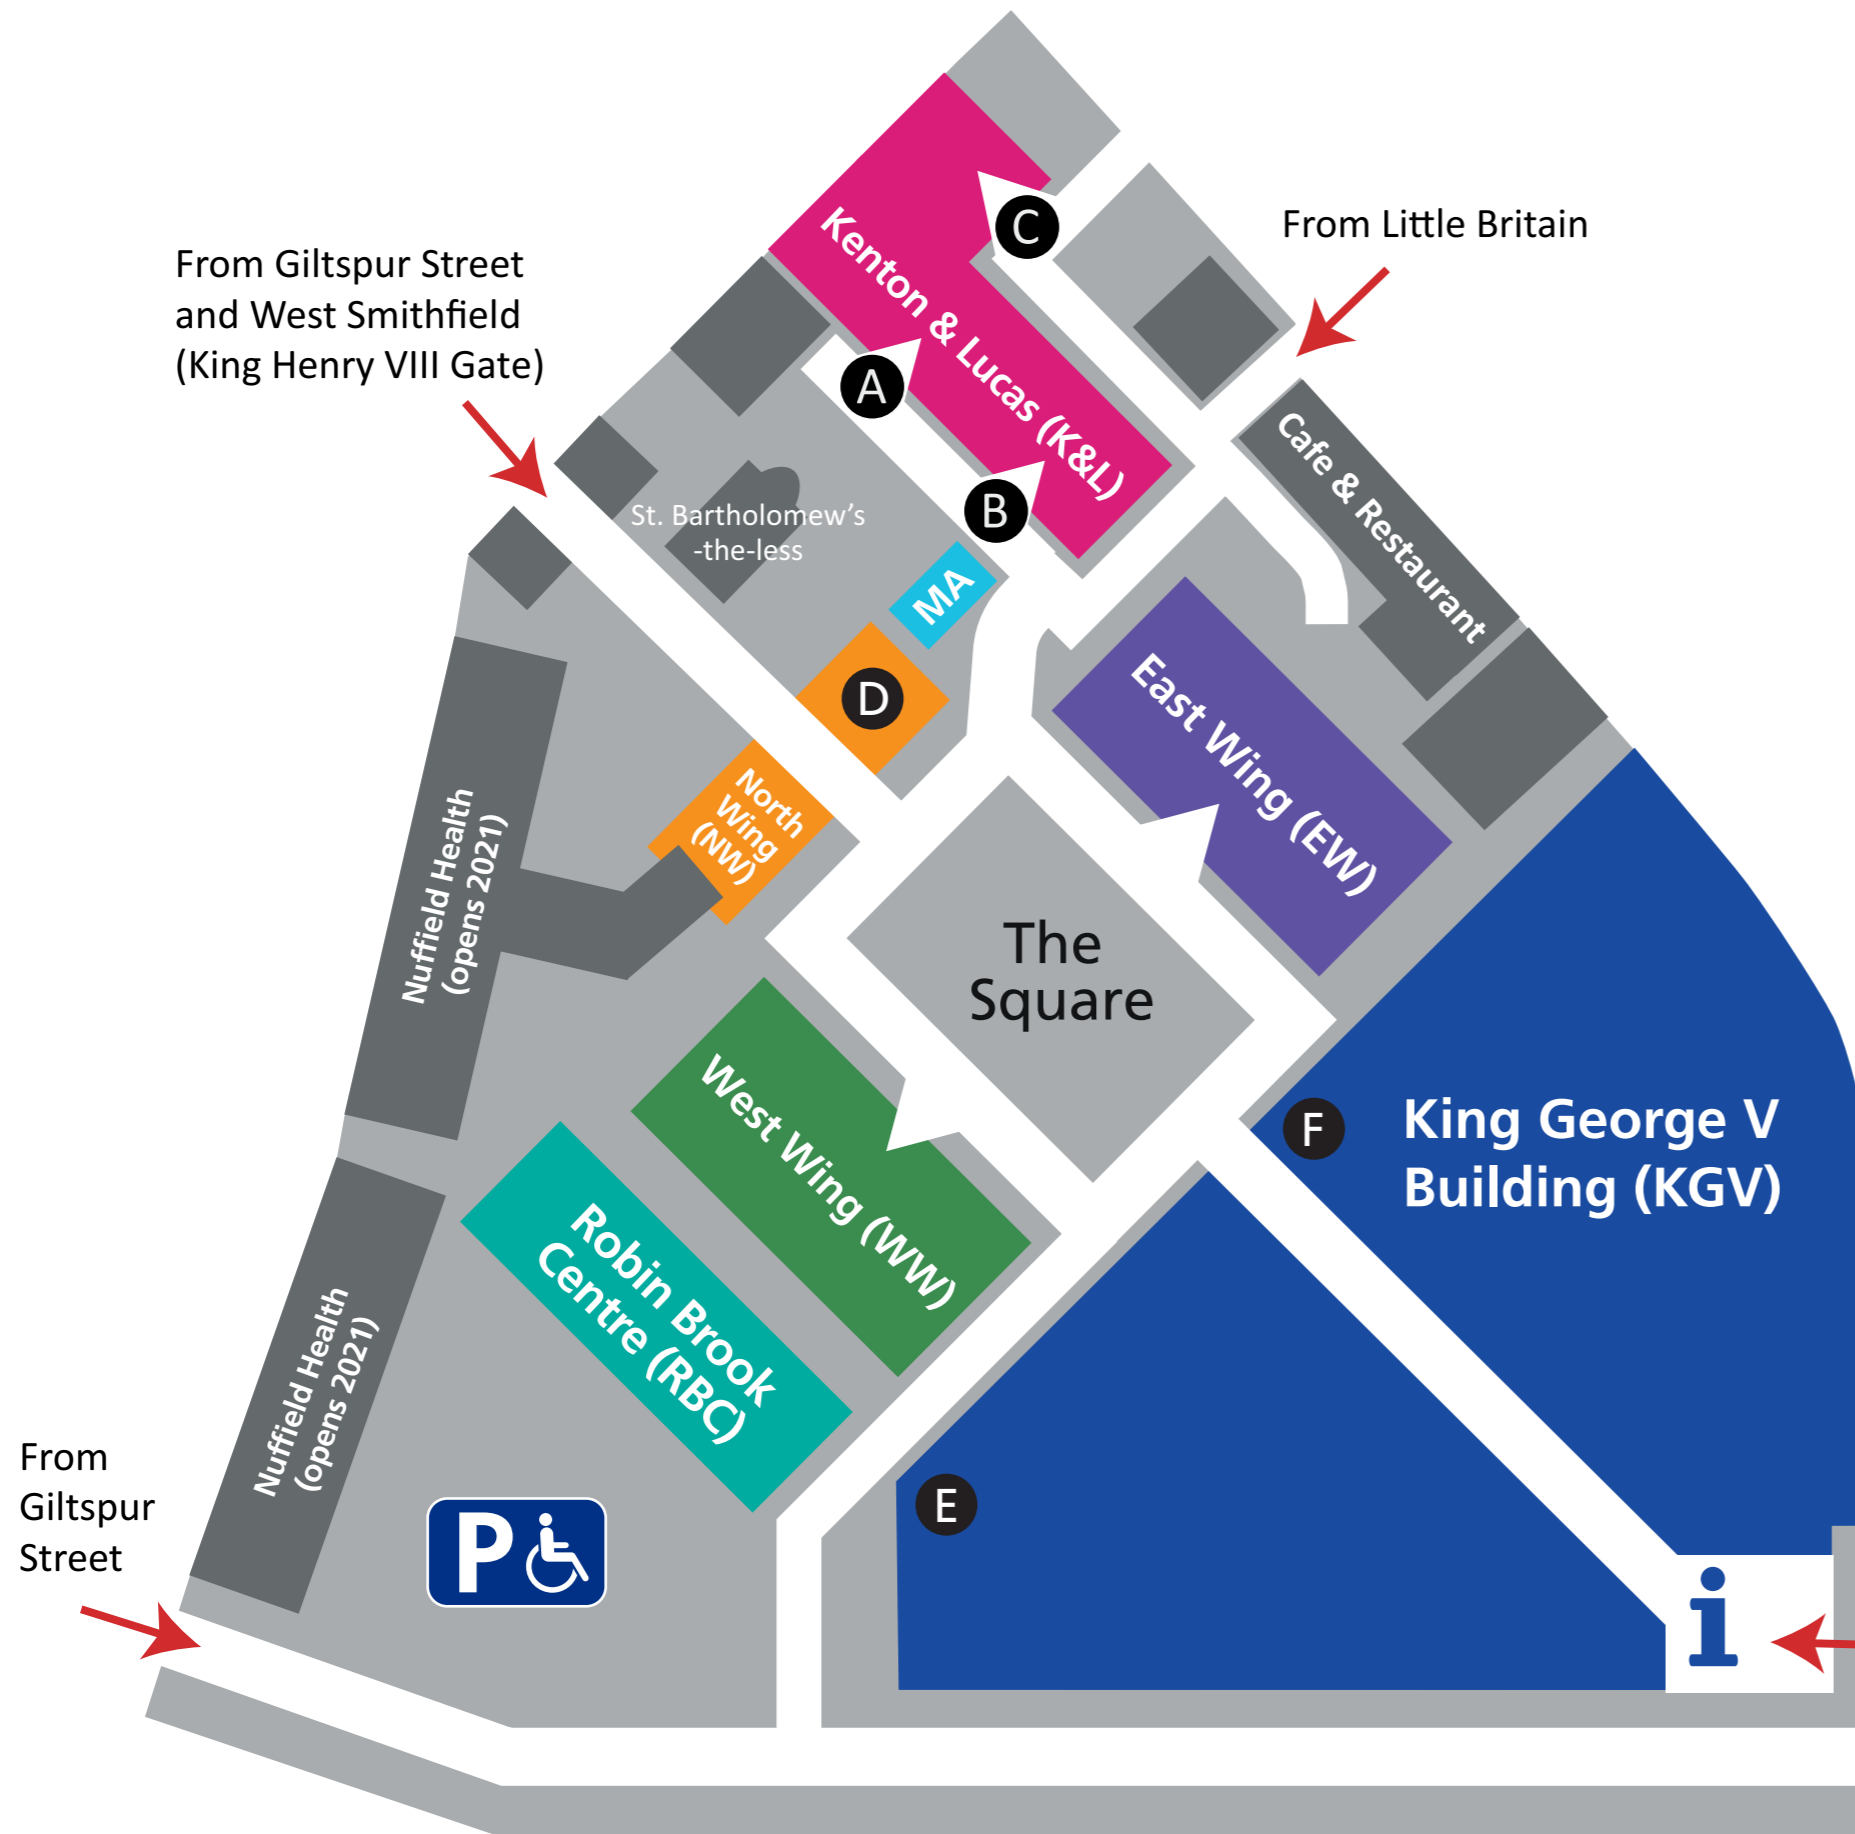 From Little Britain
From Giltspur Street
and West Smithfield
(King Henry VIII Gate)
C
Kenton & Lucas (K&L)
A
B
Cafe & Restaurant
St. Bartholomew's
-the-less
MA
D
East Wing (EW)
North
Wing
(NW)
Nuffield Health
(opens 2021)
The
Square
West Wing (WW)
F
King George V
Building (KGV)
Robin Brook
Centre (RBC)
Nuffield Health
(opens 2021)
From
Giltspur
Street
P
E
i